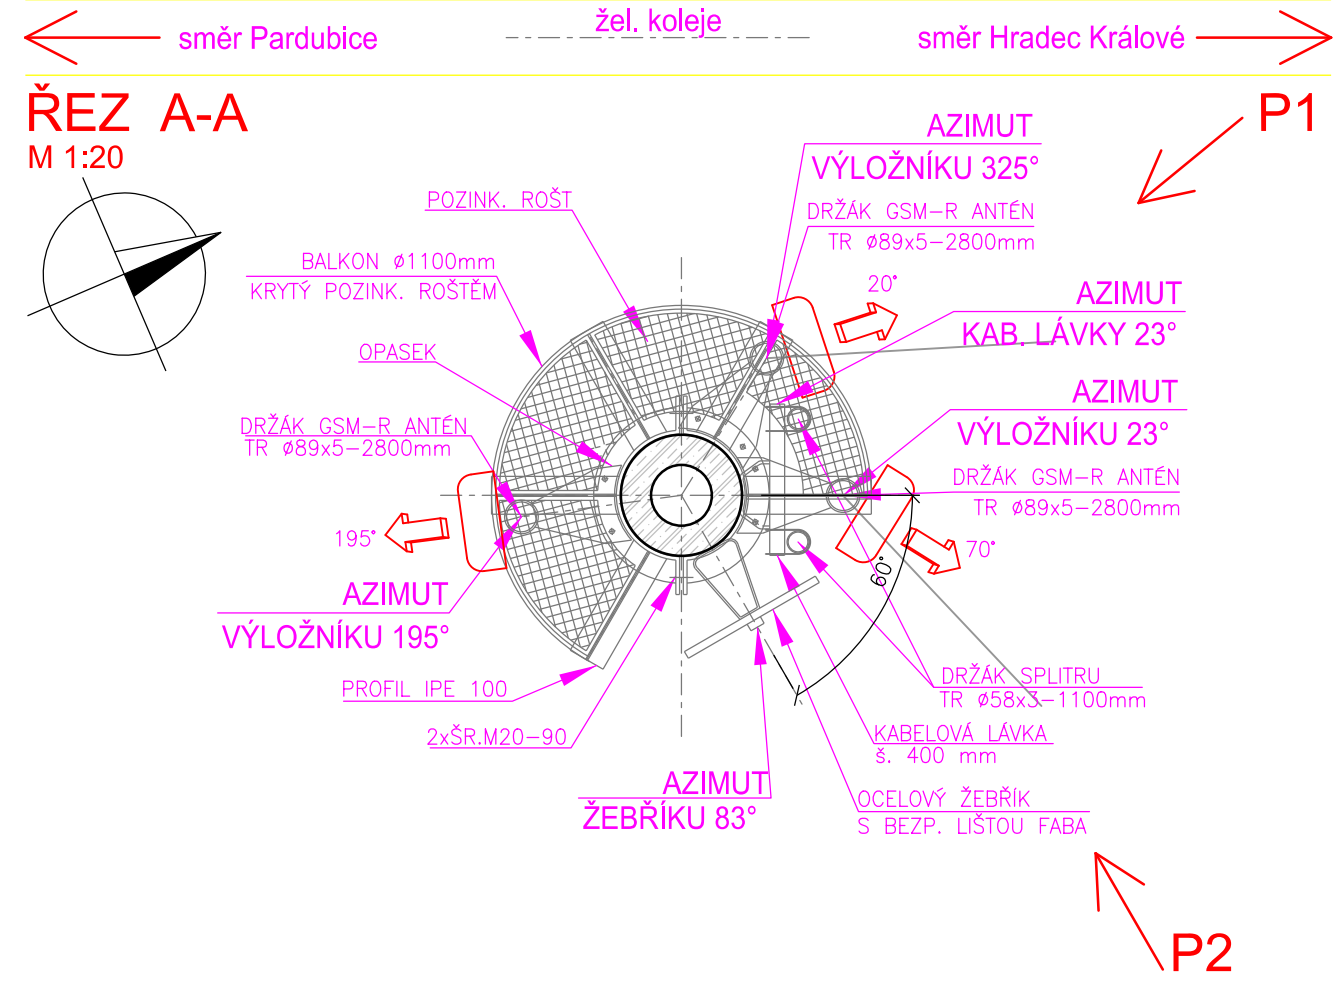 směr Pardubice
žel. koleje
směr Hradec Králové
ŘEZ A-A
M 1:20
P1
AZIMUT
VÝLOŽNÍKU 325°
POZINK. ROŠT
DRŽÁK GSM-R ANTÉN
TR ø89x5-2800mm
BALKON ø1100mm
KRYTÝ POZINK. ROŠTĚM
20°
AZIMUT
KAB. LÁVKY 23°
OPASEK
AZIMUT
VÝLOŽNÍKU 23°
DRŽÁK GSM-R ANTÉN
TR ø89x5-2800mm
DRŽÁK GSM-R ANTÉN
TR ø89x5-2800mm
195°
70°
60°
AZIMUT
VÝLOŽNÍKU 195°
PROFIL IPE 100
DRŽÁK SPLITRU
TR ø58x3-1100mm
2xŠR.M20-90
KABELOVÁ LÁVKA
š. 400 mm
AZIMUT
ŽEBŘÍKU 83°
OCELOVÝ ŽEBŘÍK
S BEZP. LIŠTOU FABA
P2